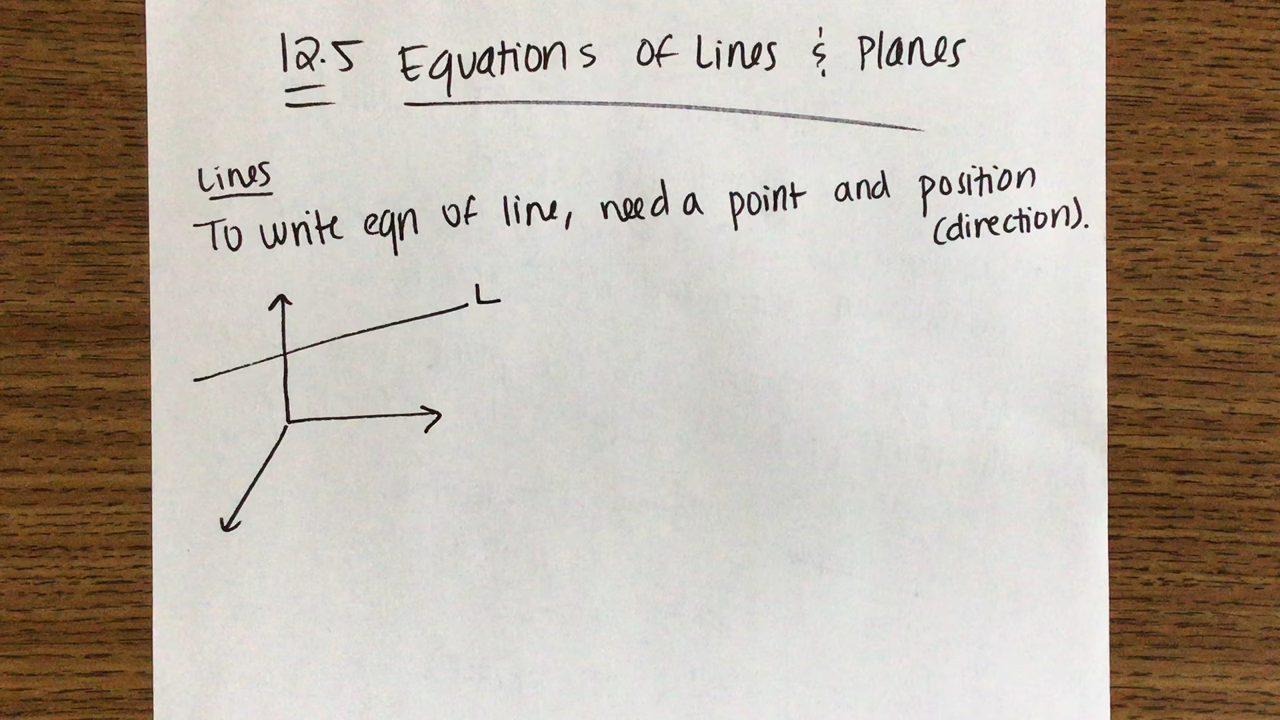 12.5 Equations of Lines & Planes
Lines
To write eqn of line, need a point and position
(direction).
L